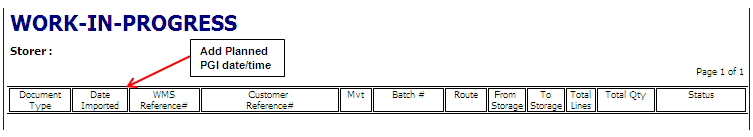 WORK-IN-PROGRESS
Storer :
Add Planned
PGI date/time
Page 1 of 1
Document Type
Date Imported
WMS Reference#
Customer Reference#
Mvt
Batch #
Route
From Storage
To Storage
Total Lines
Total Qty
Status